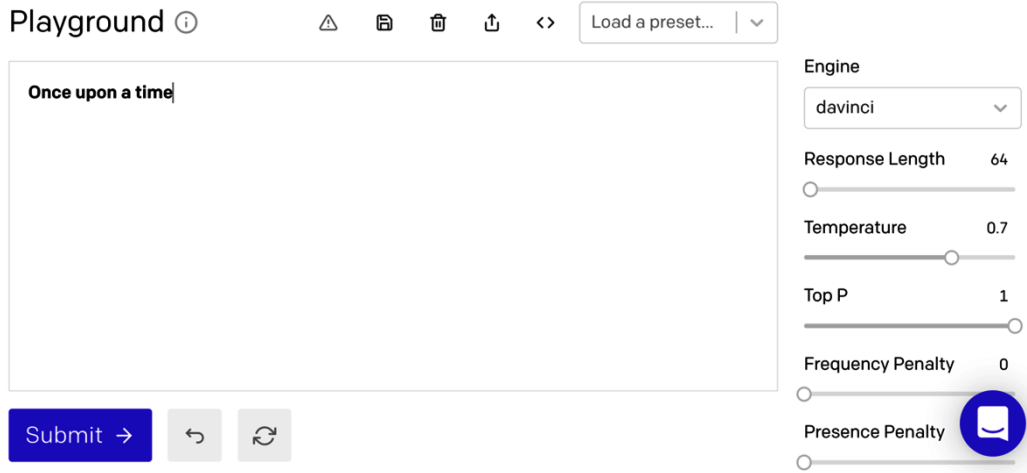 Playground
Load a preset...
Once upon a time
Submit
Engine
davinci
Response Length 64
Temperature 0.7
Top P 1
Frequency Penalty 0
Presence Penalty